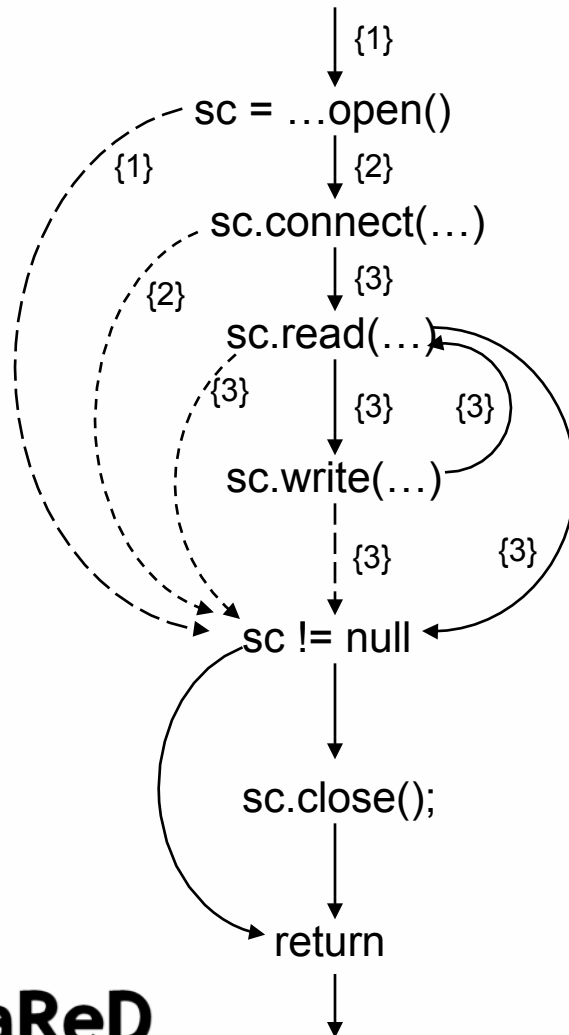 {1}
sc = …open()
{1}
{2}
sc.connect(…)
{2}
{3}
sc.read(…)
{3}
{3}
{3}
sc.write(…)
{3}
{3}
sc != null
sc.close();
return
aReD